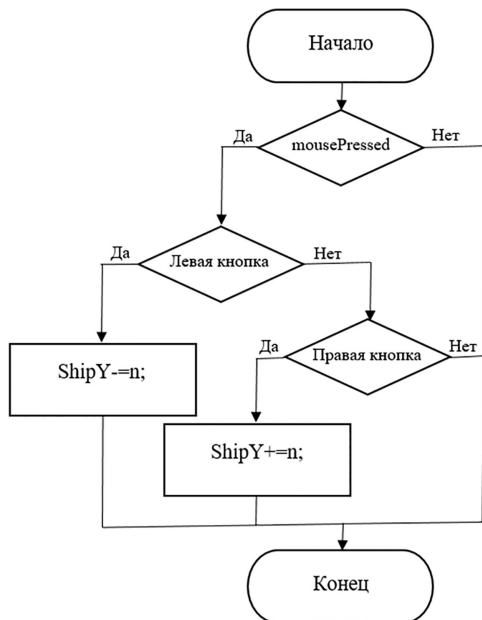 Начало
Да
Нет
mousePressed
Да
Нет
Левая кнопка
Да
Нет
Правая кнопка
ShipY-=n;
ShipY+=n;
Конец